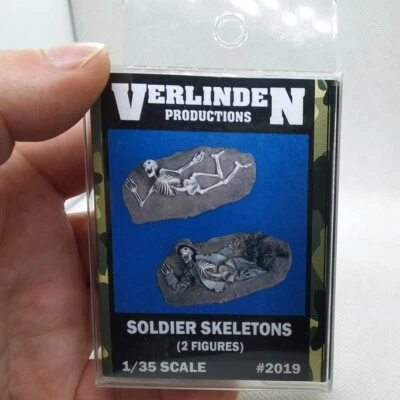 VERLINDEN
PRODUCTIONS
SOLDIER SKELETONS
(2 FIGURES)
1/35 SCALE #2019